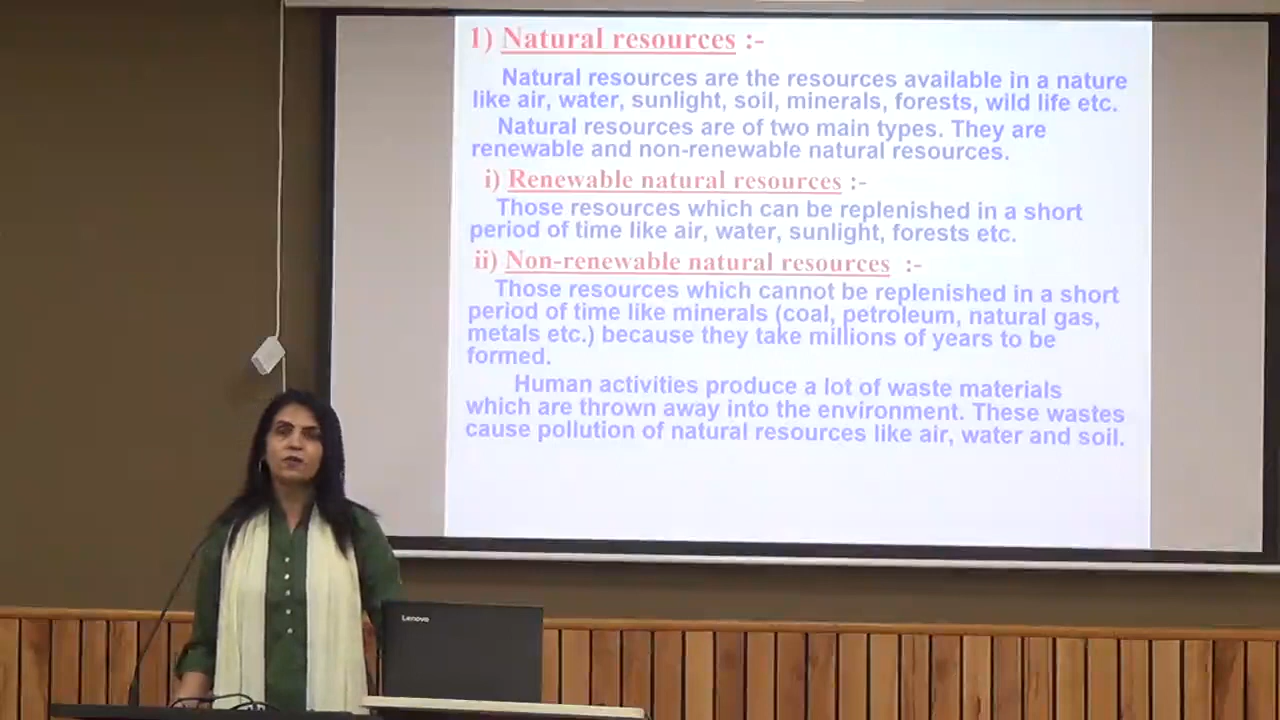 1) Natural resources :-
Natural resources are the resources available in a nature
like air, water, sunlight, soil, minerals, forests, wild life etc.
Natural resources are of two main types. They are
renewable and non-renewable natural resources.
i) Renewable natural resources :-
Those resources which can be replenished in a short
period of time like air, water, sunlight, forests etc.
ii) Non-renewable natural resources :-
Those resources which cannot be replenished in a short
period of time like minerals (coal, petroleum, natural gas,
metals etc.) because they take millions of years to be
formed.
Human activities produce a lot of waste materials
which are thrown away into the environment. These wastes
cause pollution of natural resources like air, water and soil.
Lenovo